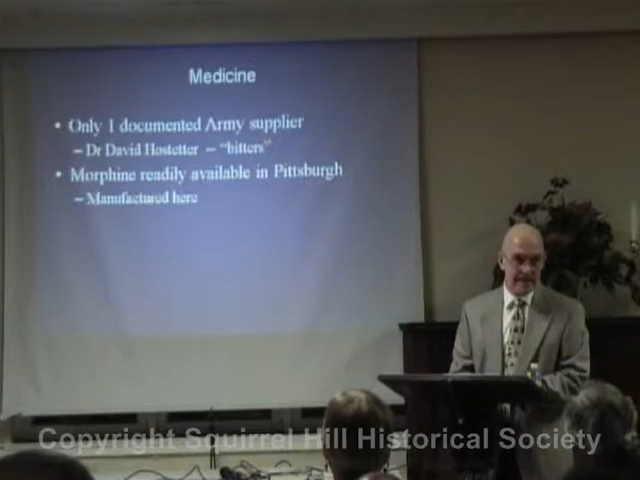 Medicine
• Only 1 documented Army supplier
– Dr David Hostetter – "bitters"
• Morphine readily available in Pittsburgh
– Manufactured here
Copyright Squirrel Hill Historical Society